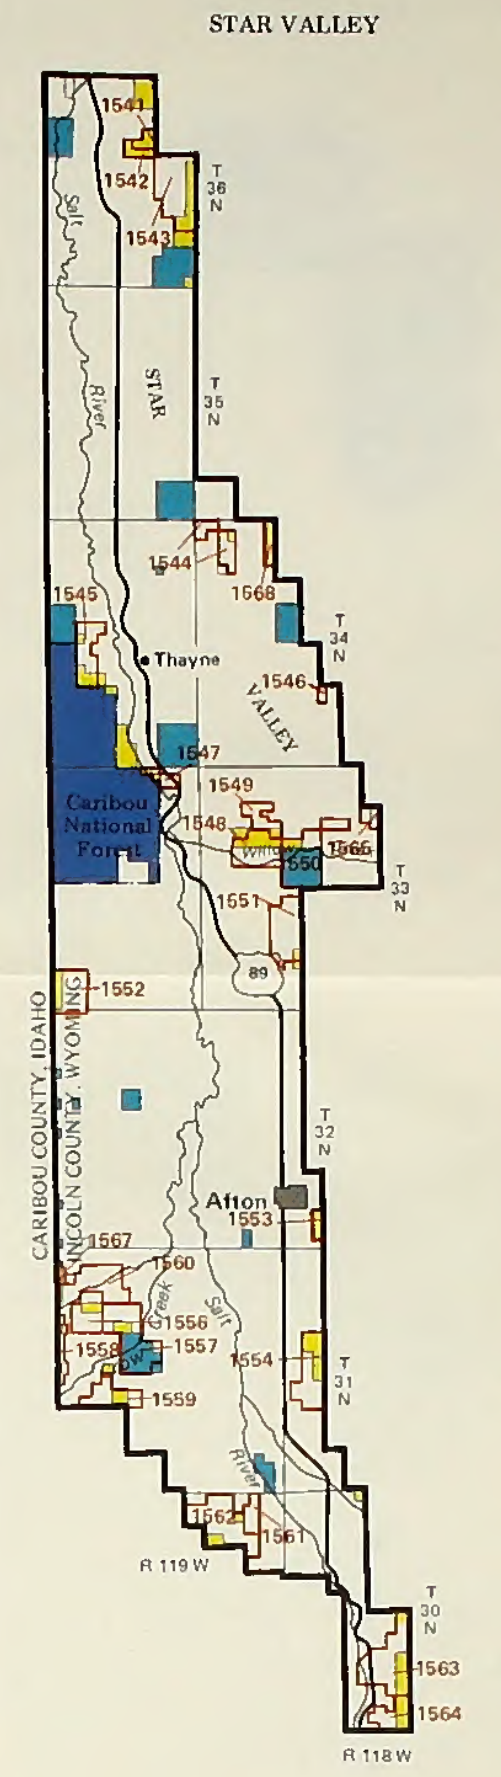 STAR VALLEY
1541
1542
T
36
N
Salt
1543
River
STAR
T
35
N
1544
1545
1568
T
34
N
Thayne
1546
VALLEY
1547
1549
Caribou
National
Forest
1548
Willow
1550
1565
T
33
N
1551
89
1552
CARIBOU COUNTY, IDAHO
LINCOLN COUNTY, WYOMING
T
32
N
Afton
1553
1567
1560
Creek
Salt
1556
1558
1557
1554
T
31
N
1559
River
1562
1561
R 119 W
T
30
N
1563
1564
R 118 W